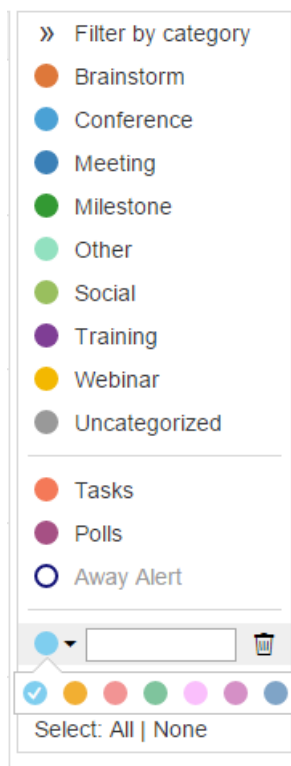 » Filter by category
Brainstorm
Conference
Meeting
Milestone
Other
Social
Training
Webinar
Uncategorized
Tasks
Polls
Away Alert
Select: All | None